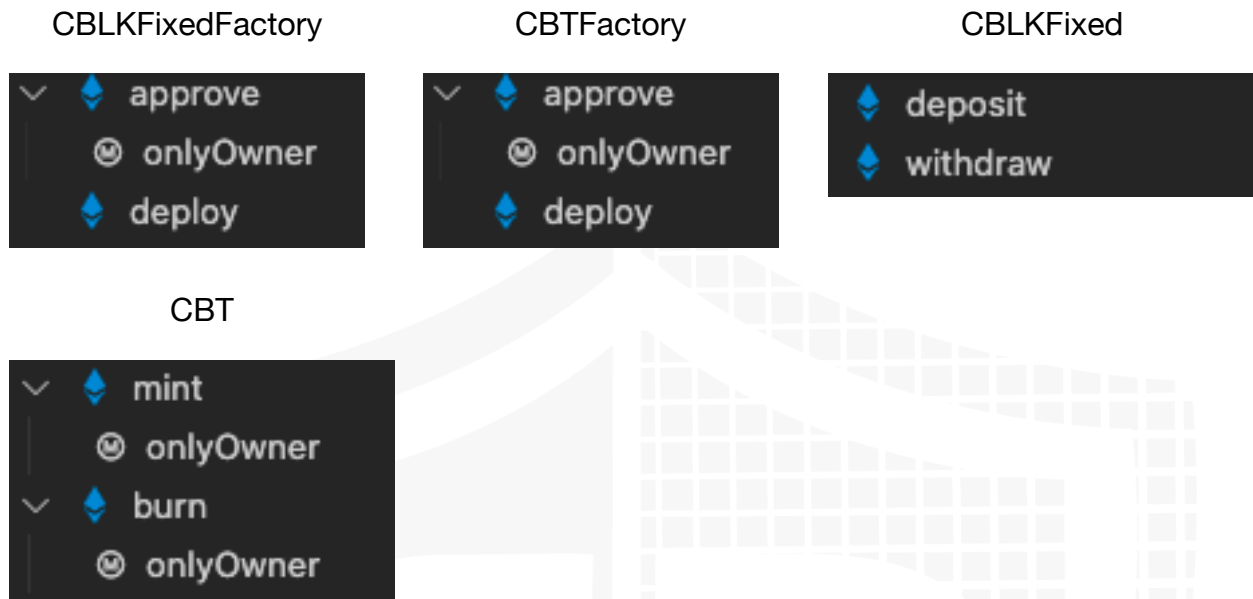 CBLKFixedFactory
approve
onlyOwner
deploy
CBTFactory
approve
onlyOwner
deploy
CBLKFixed
deposit
withdraw
CBT
mint
onlyOwner
burn
onlyOwner